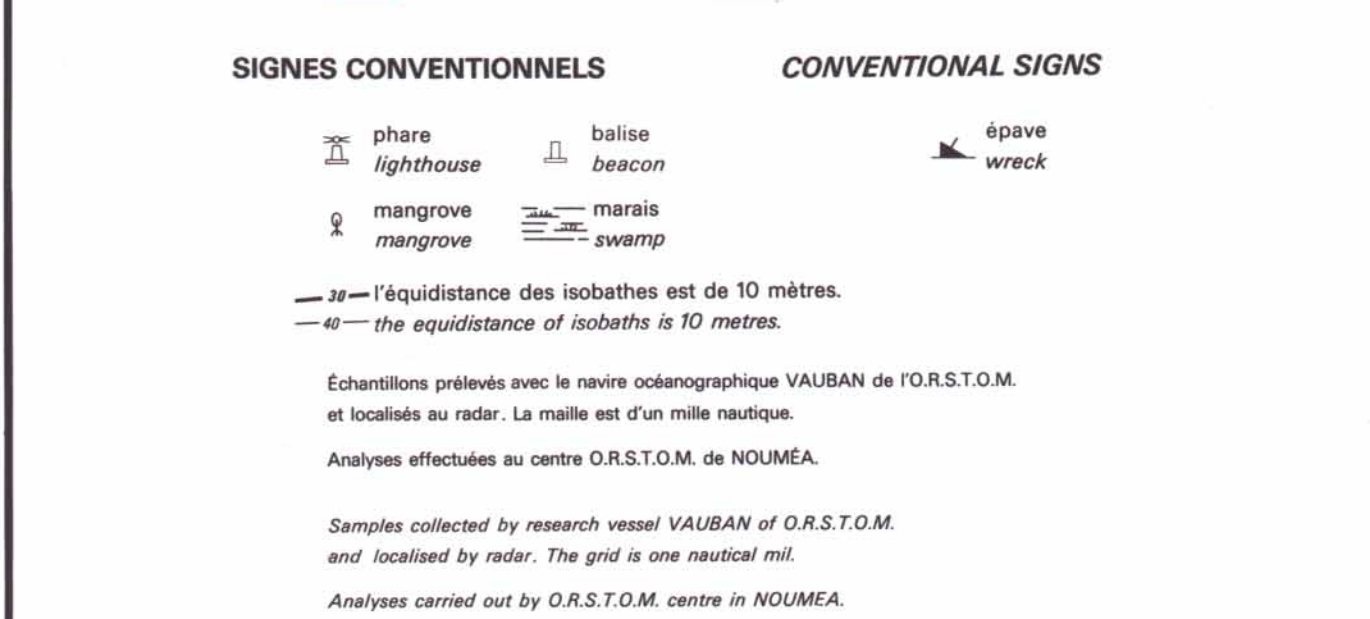 SIGNES CONVENTIONNELS CONVENTIONAL SIGNS
phare balise épave
lighthouse beacon wreck
mangrove marais
mangrove swamp
30 l'équidistance des isobathes est de 10 mètres.
40 the equidistance of isobaths is 10 metres.
Échantillons prélevés avec le navire océanographique VAUBAN de l'O.R.S.T.O.M.
et localisés au radar. La maille est d'un mille nautique.
Analyses effectuées au centre O.R.S.T.O.M. de NOUMÉA.
Samples collected by research vessel VAUBAN of O.R.S.T.O.M.
and localised by radar. The grid is one nautical mil.
Analyses carried out by O.R.S.T.O.M. centre in NOUMEA.